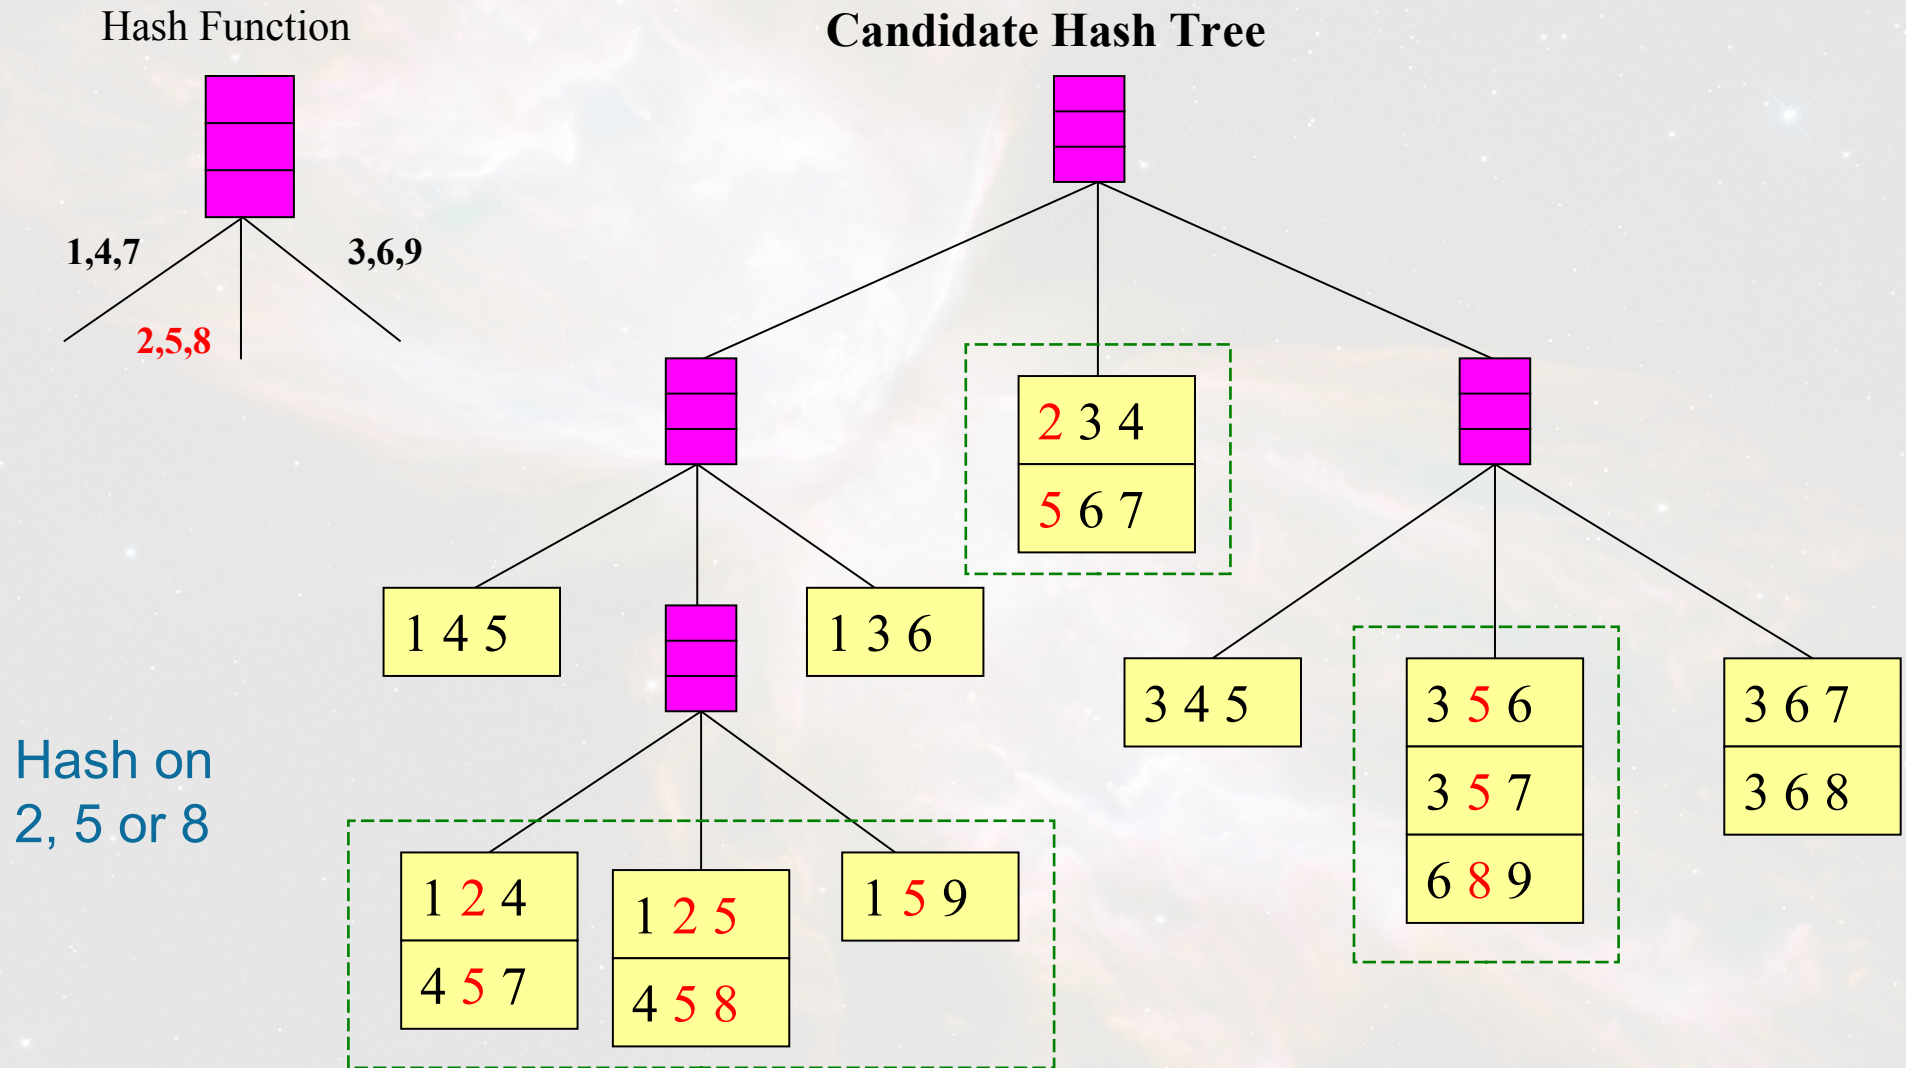 Hash Function
Candidate Hash Tree
1,4,7
3,6,9
2,5,8
2 3 4
5 6 7
1 4 5
1 3 6
3 4 5
3 5 6
3 6 7
3 5 7
3 6 8
6 8 9
Hash on
2, 5 or 8
1 2 4
1 2 5
1 5 9
4 5 7
4 5 8